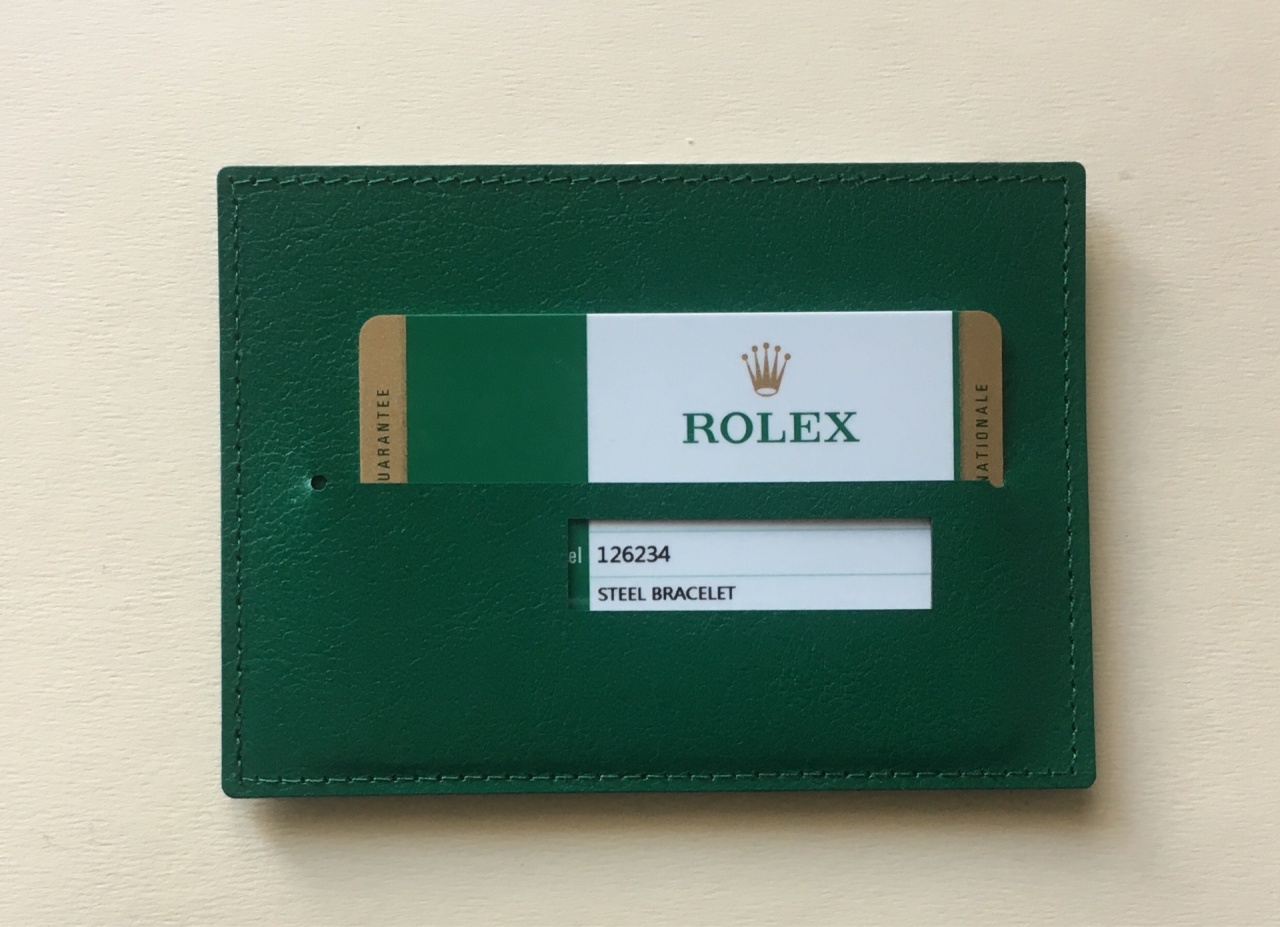 UARANTEE
ROLEX
NATIONALE
el 126234
STEEL BRACELET